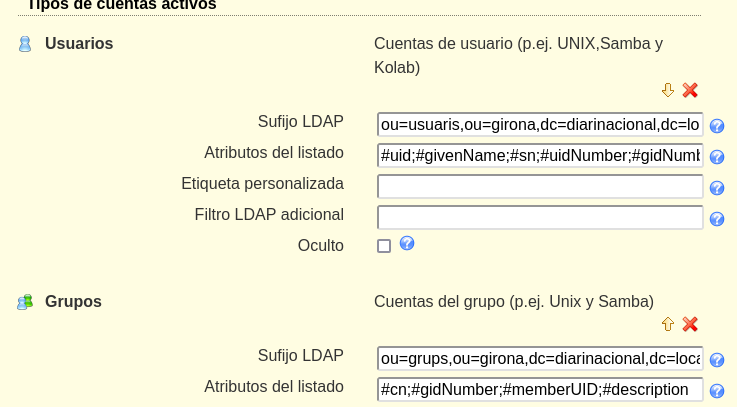 Tipos de cuentas activos
Usuarios
Cuentas de usuario (p.ej. UNIX,Samba y
Kolab)
Sufijo LDAP
ou=usuaris,ou=girona,dc=diarinacional,dc=lo
Atributos del listado
#uid;#givenName;#sn;#uidNumber;#gidNumb
Etiqueta personalizada
Filtro LDAP adicional
Oculto
Grupos
Cuentas del grupo (p.ej. Unix y Samba)
Sufijo LDAP
ou=grups,ou=girona,dc=diarinacional,dc=loca
Atributos del listado
#cn;#gidNumber;#memberUID;#description